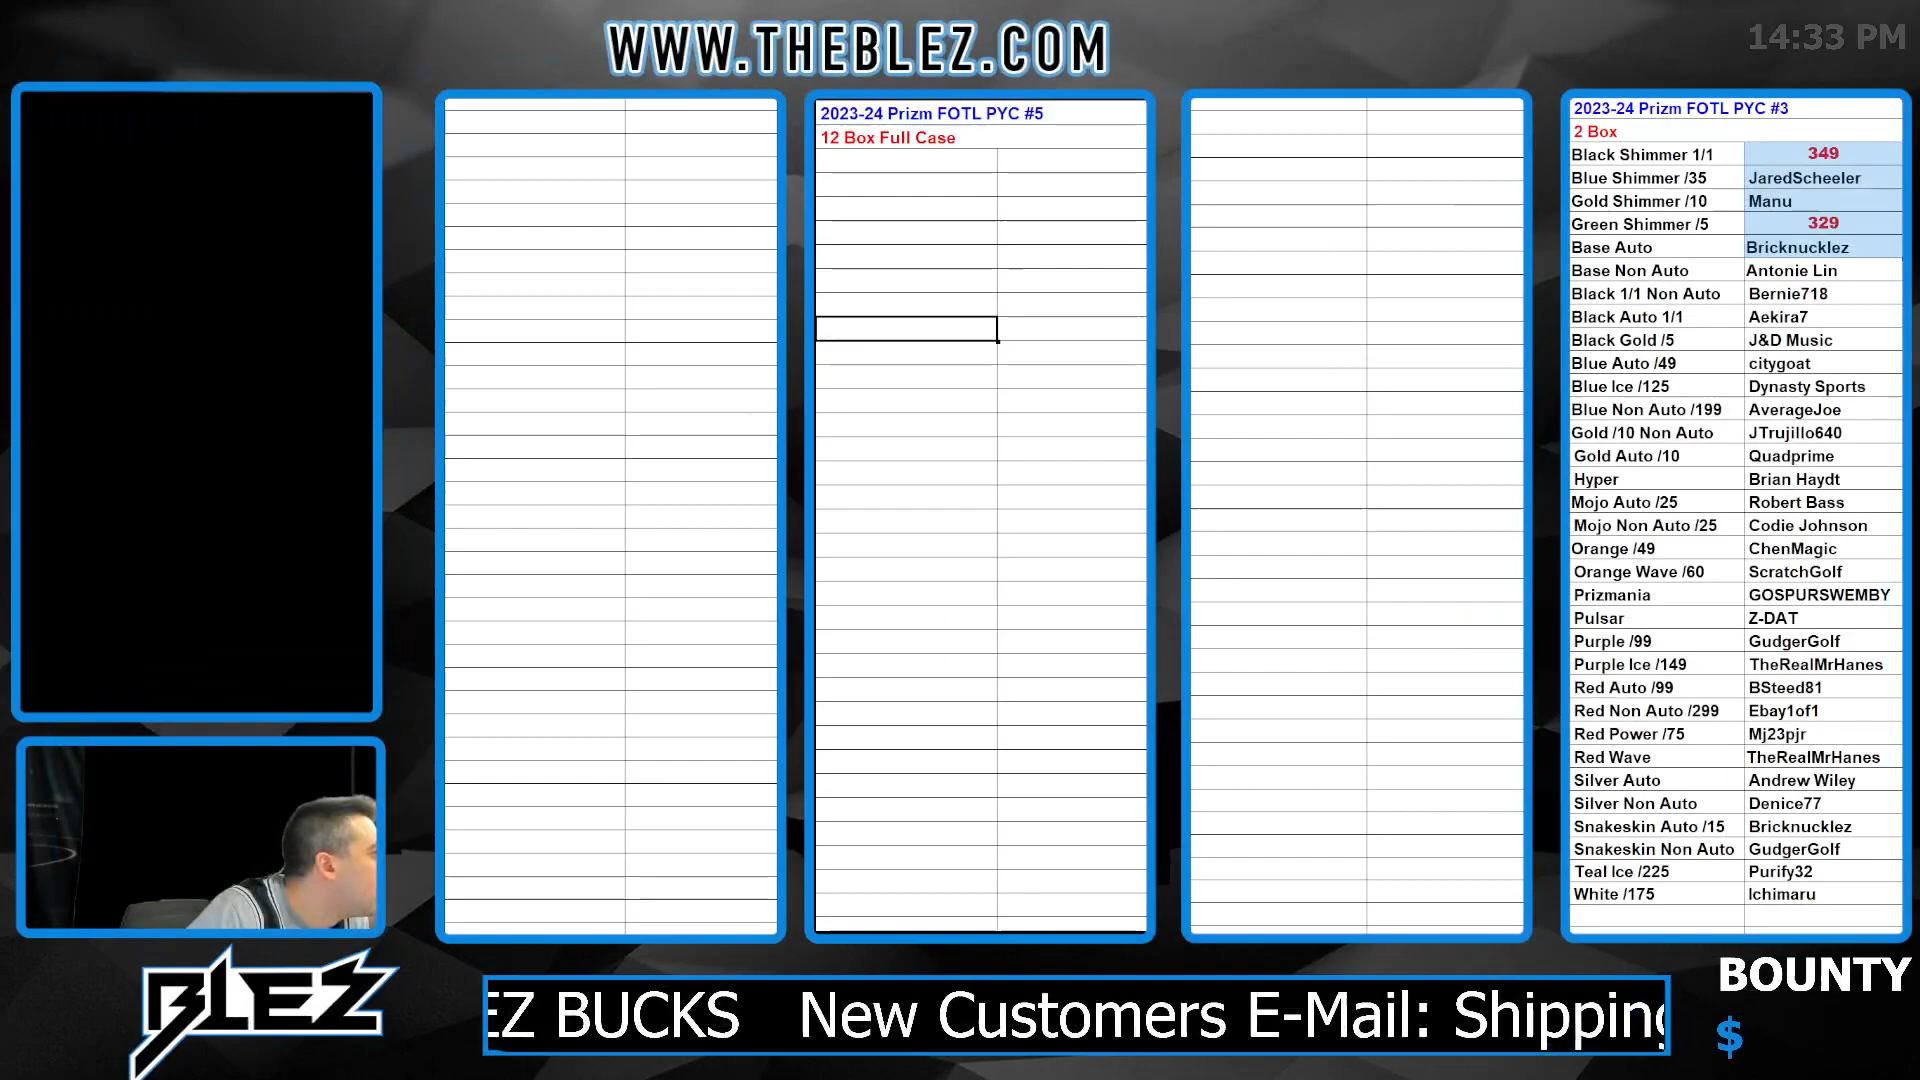 WWW.THEBLEZ.COM
14:33 PM
2023-24 Prizm FOTL PYC #5
12 Box Full Case
2023-24 Prizm FOTL PYC #3
2 Box
Black Shimmer 1/1 349
Blue Shimmer /35 JaredScheeler
Gold Shimmer /10 Manu
Green Shimmer /5 329
Base Auto Bricknucklez
Base Non Auto Antonie Lin
Black 1/1 Non Auto Bernie718
Black Auto 1/1 Aekira7
Black Gold /5 J&D Music
Blue Auto /49 citygoat
Blue Ice /125 Dynasty Sports
Blue Non Auto /199 AverageJoe
Gold /10 Non Auto JTrujillo640
Gold Auto /10 Quadprime
Hyper Brian Haydt
Mojo Auto /25 Robert Bass
Mojo Non Auto /25 Codie Johnson
Orange /49 ChenMagic
Orange Wave /60 ScratchGolf
Prizmania GOSPURSWEMBY
Pulsar Z-DAT
Purple /99 GudgerGolf
Purple Ice /149 TheRealMrHanes
Red Auto /99 BSteed81
Red Non Auto /299 Ebay1of1
Red Power /75 Mj23pjr
Red Wave TheRealMrHanes
Silver Auto Andrew Wiley
Silver Non Auto Denice77
Snakeskin Auto /15 Bricknucklez
Snakeskin Non Auto GudgerGolf
Teal Ice /225 Purify32
White /175 Ichimaru
BLEZ
EZ BUCKS New Customers E-Mail: Shipping
BOUNTY
$